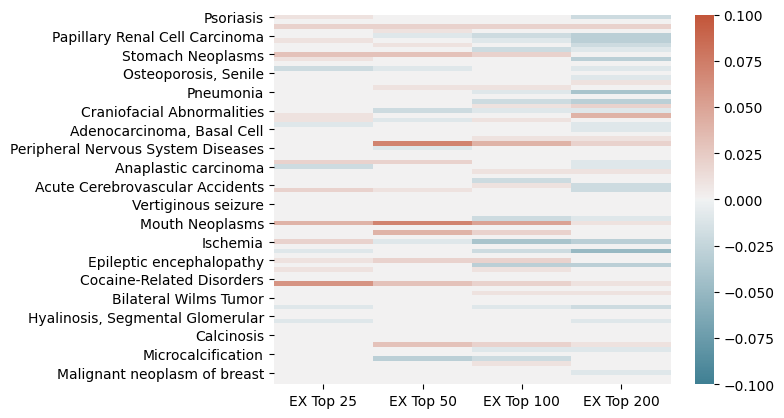 Psoriasis
Papillary Renal Cell Carcinoma
Stomach Neoplasms
Osteoporosis, Senile
Pneumonia
Craniofacial Abnormalities
Adenocarcinoma, Basal Cell
Peripheral Nervous System Diseases
Anaplastic carcinoma
Acute Cerebrovascular Accidents
Vertiginous seizure
Mouth Neoplasms
Ischemia
Epileptic encephalopathy
Cocaine-Related Disorders
Bilateral Wilms Tumor
Hyalinosis, Segmental Glomerular
Calcinosis
Microcalcification
Malignant neoplasm of breast
EX Top 25
EX Top 50
EX Top 100
EX Top 200
0.100
0.075
0.050
0.025
0.000
−0.025
−0.050
−0.075
−0.100